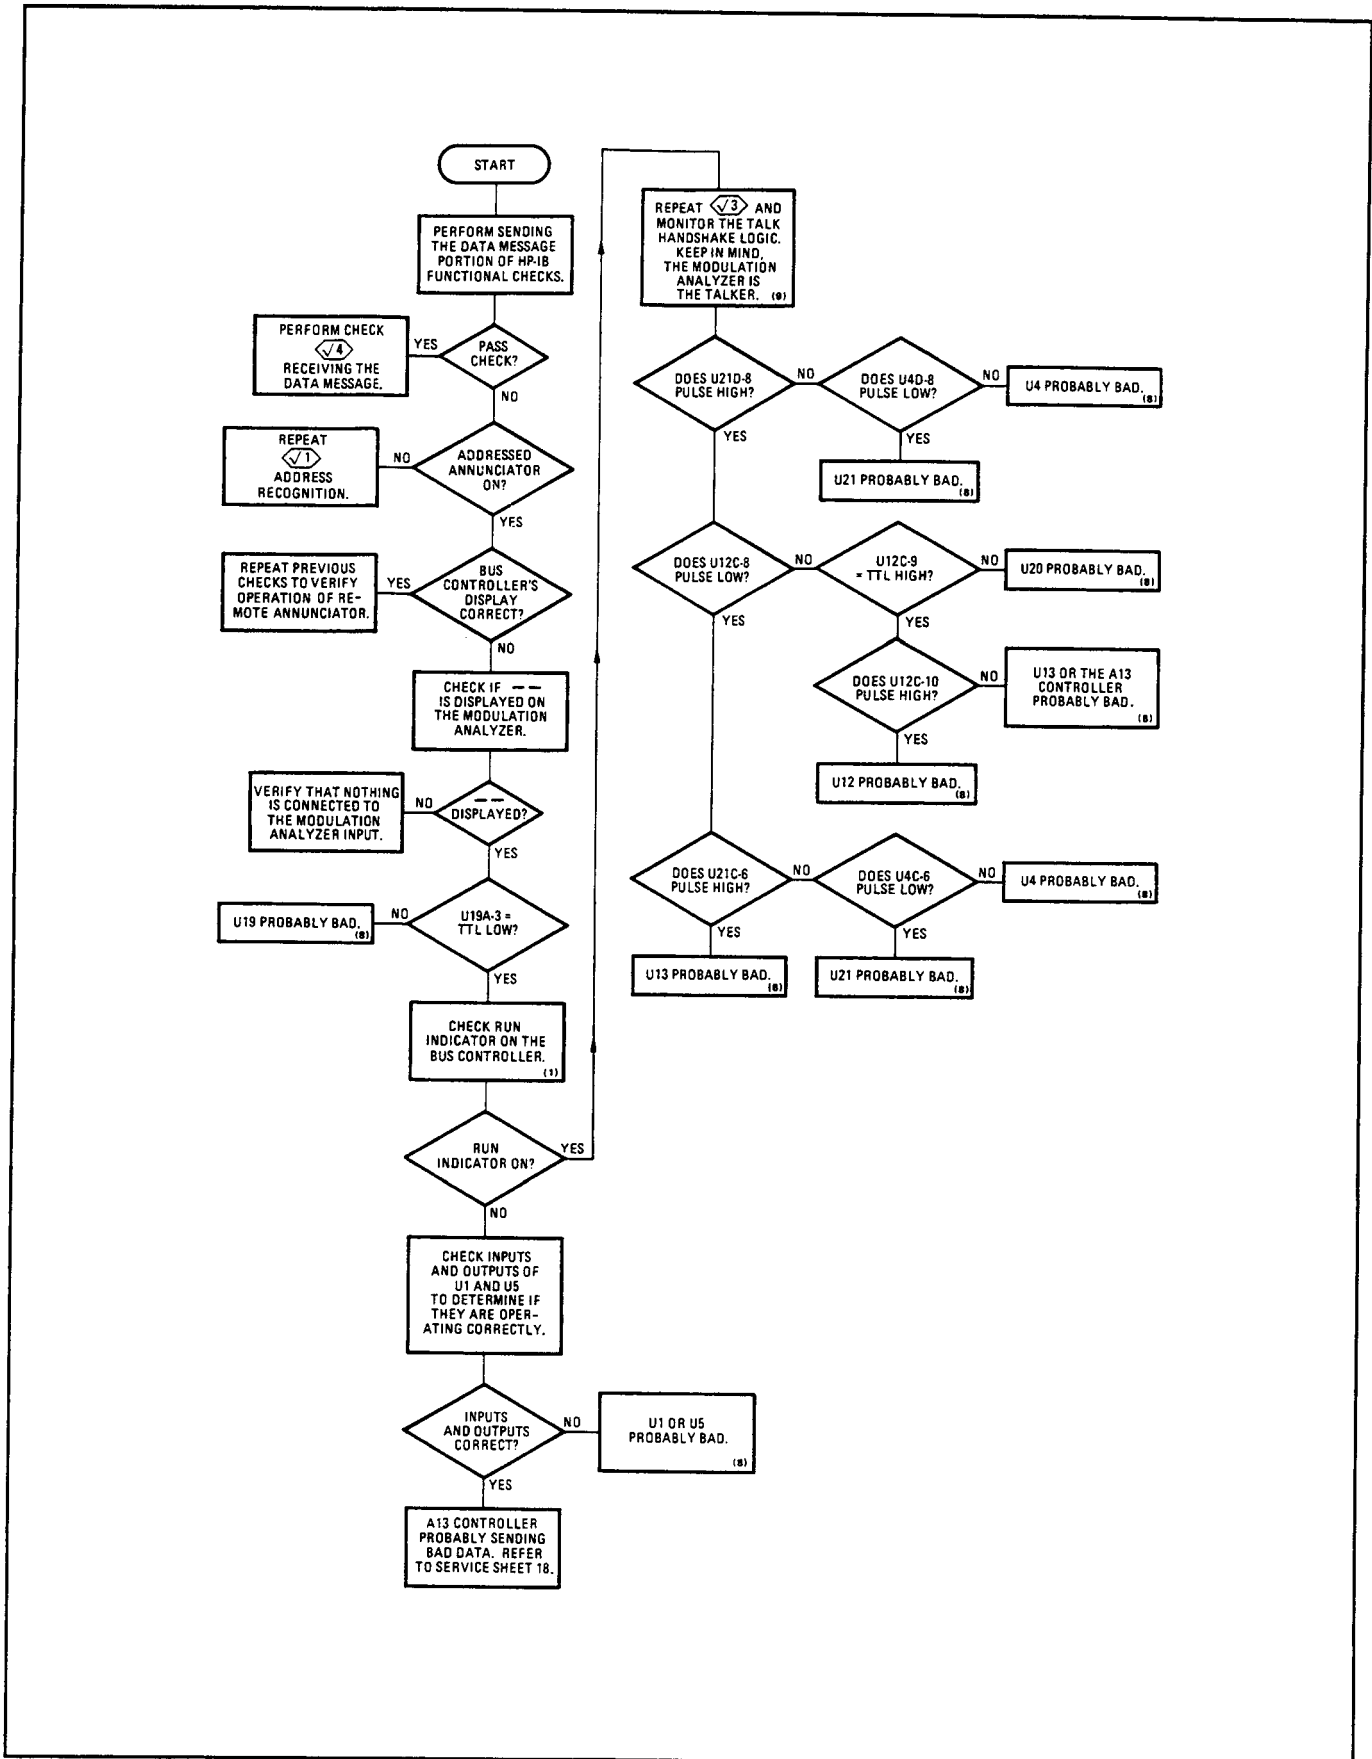 START
PERFORM SENDING
THE DATA MESSAGE
PORTION OF HP-IB
FUNCTIONAL CHECKS.
PASS
CHECK?
YES
PERFORM CHECK
√4
RECEIVING THE
DATA MESSAGE.
NO
ADDRESSED
ANNUNCIATOR
ON?
NO
REPEAT
√1
ADDRESS
RECOGNITION.
YES
BUS
CONTROLLER'S
DISPLAY
CORRECT?
YES
REPEAT PREVIOUS
CHECKS TO VERIFY
OPERATION OF RE-
MOTE ANNUNCIATOR.
NO
CHECK IF – –
IS DISPLAYED ON
THE MODULATION
ANALYZER.
– –
DISPLAYED?
NO
VERIFY THAT NOTHING
IS CONNECTED TO
THE MODULATION
ANALYZER INPUT.
YES
U19A-3 =
TTL LOW?
NO
U19 PROBABLY BAD.
(8)
YES
CHECK RUN
INDICATOR ON THE
BUS CONTROLLER.
(1)
RUN
INDICATOR ON?
YES
NO
CHECK INPUTS
AND OUTPUTS OF
U1 AND U5
TO DETERMINE IF
THEY ARE OPER-
ATING CORRECTLY.
INPUTS
AND OUTPUTS
CORRECT?
NO
U1 OR U5
PROBABLY BAD.
(8)
YES
A13 CONTROLLER
PROBABLY SENDING
BAD DATA. REFER
TO SERVICE SHEET 18.
REPEAT √3 AND
MONITOR THE TALK
HANDSHAKE LOGIC.
KEEP IN MIND,
THE MODULATION
ANALYZER IS
THE TALKER. (9)
DOES U21D-8
PULSE HIGH?
NO
DOES U4D-8
PULSE LOW?
NO
U4 PROBABLY BAD.
(8)
YES
U21 PROBABLY BAD.
(8)
YES
DOES U12C-8
PULSE LOW?
NO
U12C-9
= TTL HIGH?
NO
U20 PROBABLY BAD.
(8)
YES
DOES U12C-10
PULSE HIGH?
NO
U13 OR THE A13
CONTROLLER
PROBABLY BAD.
(8)
YES
U12 PROBABLY BAD.
(8)
YES
DOES U21C-6
PULSE HIGH?
NO
DOES U4C-6
PULSE LOW?
NO
U4 PROBABLY BAD.
(8)
YES
U21 PROBABLY BAD.
(8)
YES
U13 PROBABLY BAD.